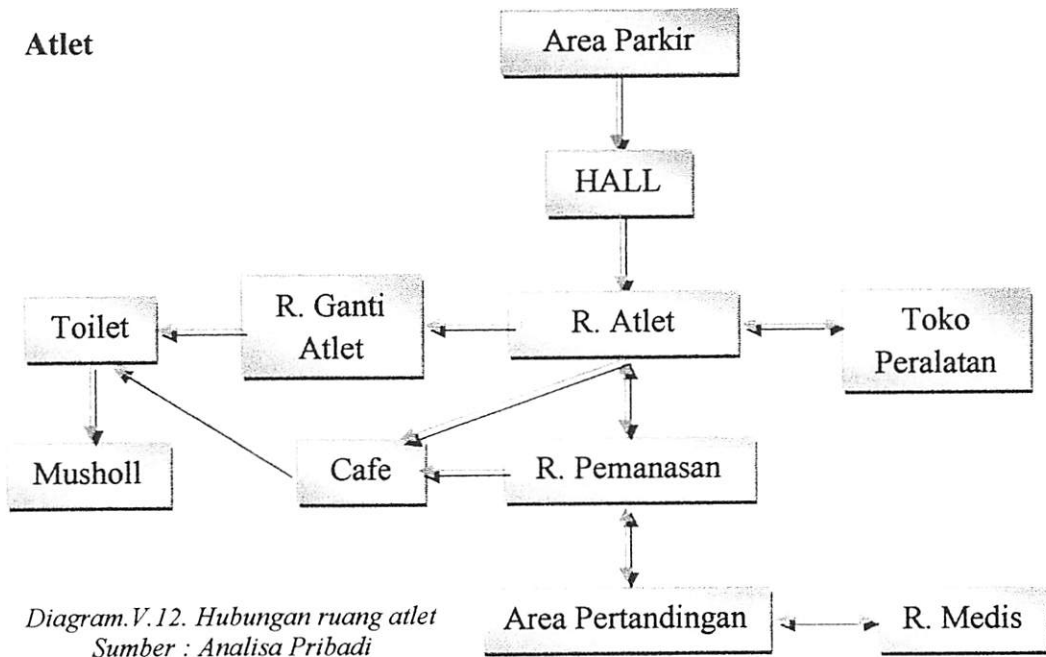 Atlet
Area Parkir
HALL
R. Ganti
Atlet
Toilet
R. Atlet
Toko
Peralatan
Musholl
Cafe
R. Pemanasan
Area Pertandingan
R. Medis
Diagram.V.12. Hubungan ruang atlet
Sumber : Analisa Pribadi